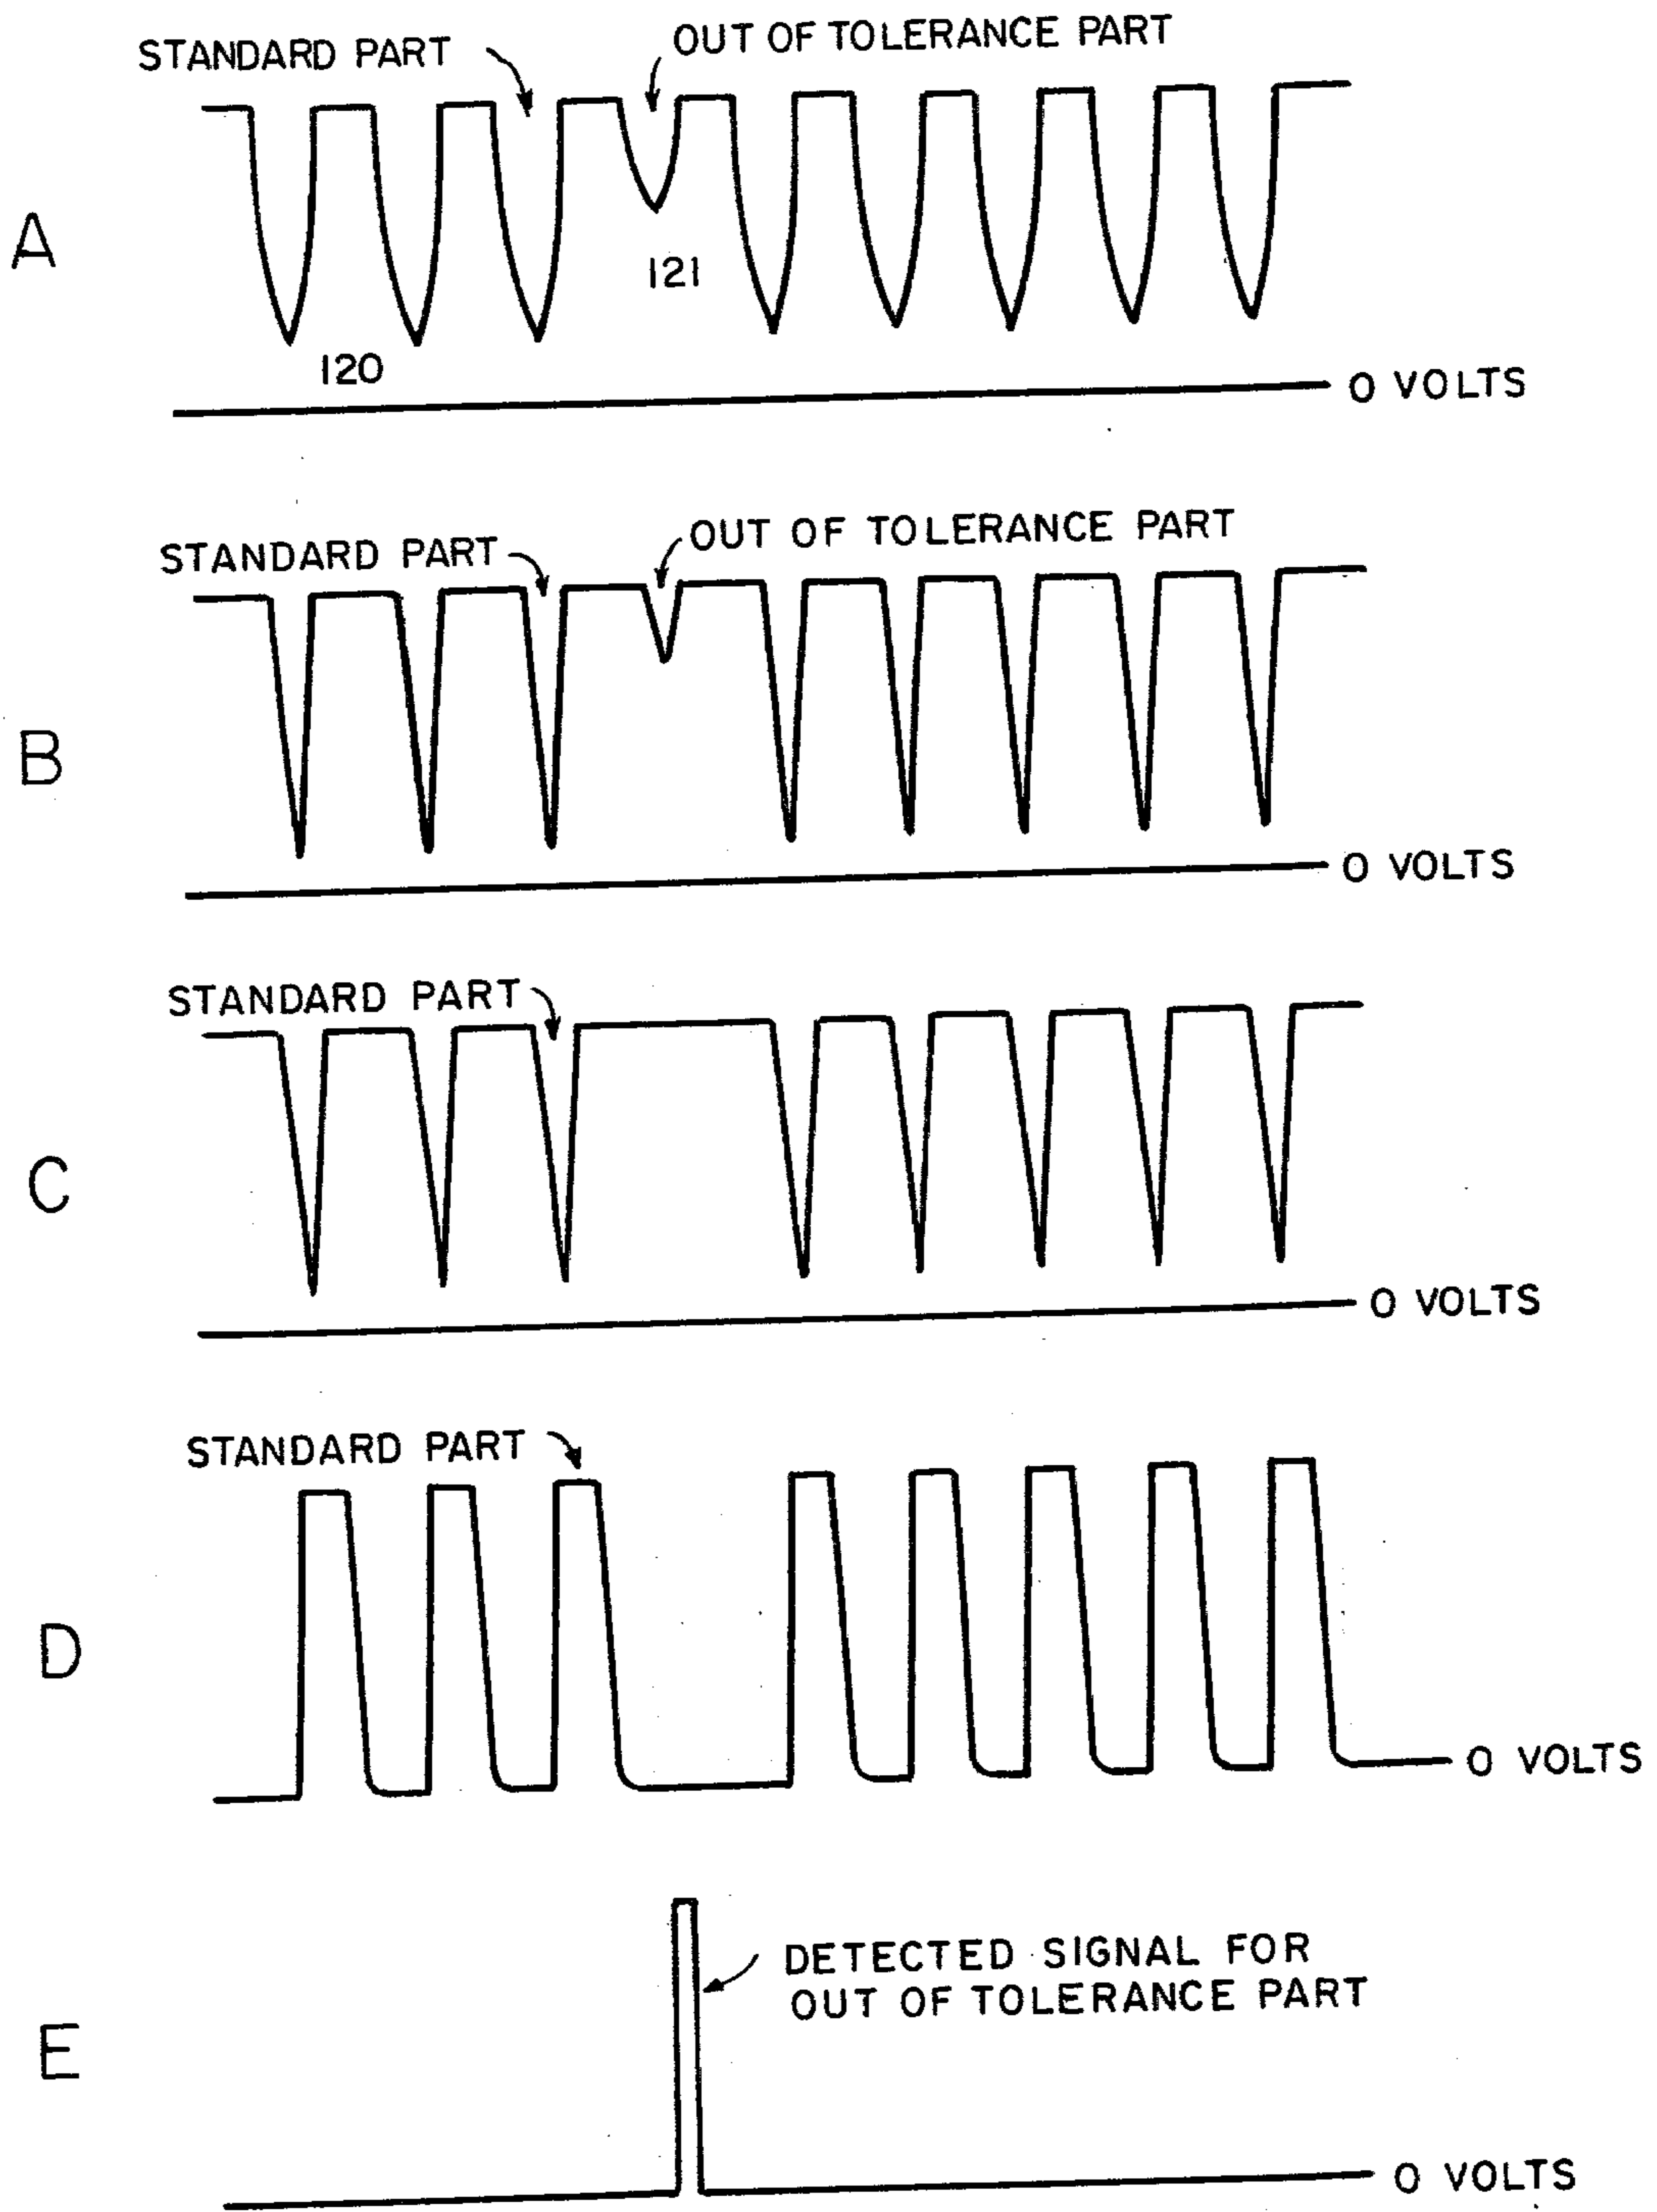 STANDARD PART
OUT OF TOLERANCE PART
A
121
120
0 VOLTS
STANDARD PART
OUT OF TOLERANCE PART
B
0 VOLTS
STANDARD PART
C
0 VOLTS
STANDARD PART
D
0 VOLTS
DETECTED SIGNAL FOR
OUT OF TOLERANCE PART
E
0 VOLTS